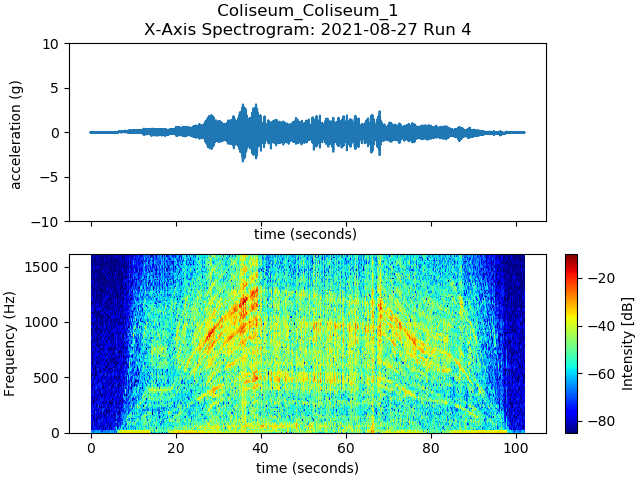 Coliseum_Coliseum_1
X-Axis Spectrogram: 2021-08-27 Run 4
10
5
0
−5
−10
acceleration (g)
time (seconds)
1500
1000
500
0
Frequency (Hz)
0 20 40 60 80 100
time (seconds)
−20
−40
−60
−80
Intensity [dB]